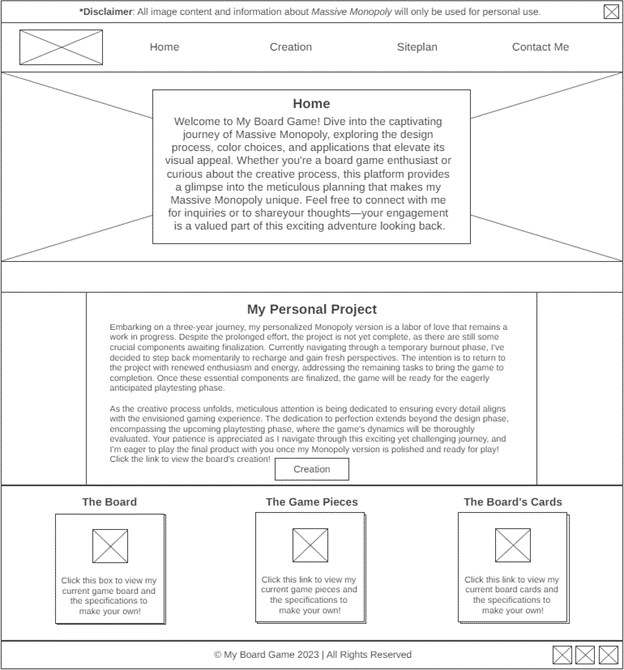 *Disclaimer: All image content and information about Massive Monopoly will only be used for personal use.
Home Creation Siteplan Contact Me
Home
Welcome to My Board Game! Dive into the captivating
journey of Massive Monopoly, exploring the design
process, color choices, and applications that elevate its
visual appeal. Whether you're a board game enthusiast or
curious about the creative process, this platform provides
a glimpse into the meticulous planning that makes my
Massive Monopoly unique. Feel free to connect with me
for inquiries or to shareyour thoughts—your engagement
is a valued part of this exciting adventure looking back.
My Personal Project
Embarking on a three-year journey, my personalized Monopoly version is a labor of love that remains a
work in progress. Despite the prolonged effort, the project is not yet complete, as there are still some
crucial components awaiting finalization. Currently navigating through a temporary burnout phase, I've
decided to step back momentarily to recharge and gain fresh perspectives. The intention is to return to
the project with renewed enthusiasm and energy, addressing the remaining tasks to bring the game to
completion. Once these essential components are finalized, the game will be ready for the eagerly
anticipated playtesting phase.
As the creative process unfolds, meticulous attention is being dedicated to ensuring every detail aligns
with the envisioned gaming experience. The dedication to perfection extends beyond the design phase,
encompassing the upcoming playtesting phase, where the game's dynamics will be thoroughly
evaluated. Your patience is appreciated as I navigate through this exciting yet challenging journey, and
I'm eager to play the final product with you once my Monopoly version is polished and ready for play!
Click the link to view the board's creation!
Creation
The Board
Click this box to view my
current game board and
the specifications to
make your own!
The Game Pieces
Click this link to view my
current game pieces and
the specifications to
make your own!
The Board's Cards
Click this link to view my
current board cards and
the specifications to
make your own!
© My Board Game 2023 | All Rights Reserved